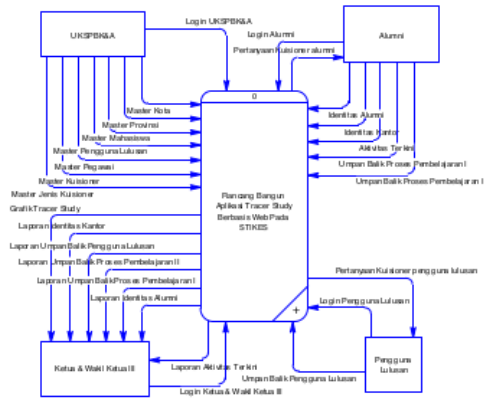 Login UKSPBK&A
UKSPBK&A
Login Alumni
Alumni
Pertanyaan Kuisioner alumni
0
Master Kota
Master Provinsi
Master Mahasiswa
Master Pengguna Lulusan
Master Pegawai
Master Kuisioner
Master Jenis Kuisioner
Identitas Alumni
Identitas Kantor
Aktivitas Terkini
Umpan Balik Proses Pembelajaran I
Umpan Balik Proses Pembelajaran I
Rancang Bangun
Aplikasi Tracer Study
Berbasis Web Pada
STIKES
Grafik Tracer Study
Laporan Identitas Kantor
Laporan Umpan Balik Pengguna Lulusan
Laporan Umpan Balik Proses Pembelajaran II
Laporan Umpan Balik Proses Pembelajaran I
Laporan Identitas Alumni
Pertanyaan Kuisioner pengguna lulusan
Login Pengguna Lulusan
+
Ketua & Wakil Ketua III
Laporan Aktivitas Terkini
Login Ketua & Wakil Ketua III
Umpan Balik Pengguna Lulusan
Pengguna
Lulusan